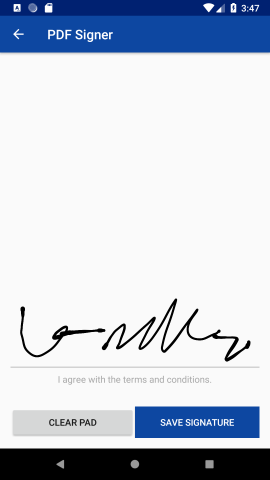 3:47
PDF Signer
I agree with the terms and conditions.
CLEAR PAD
SAVE SIGNATURE